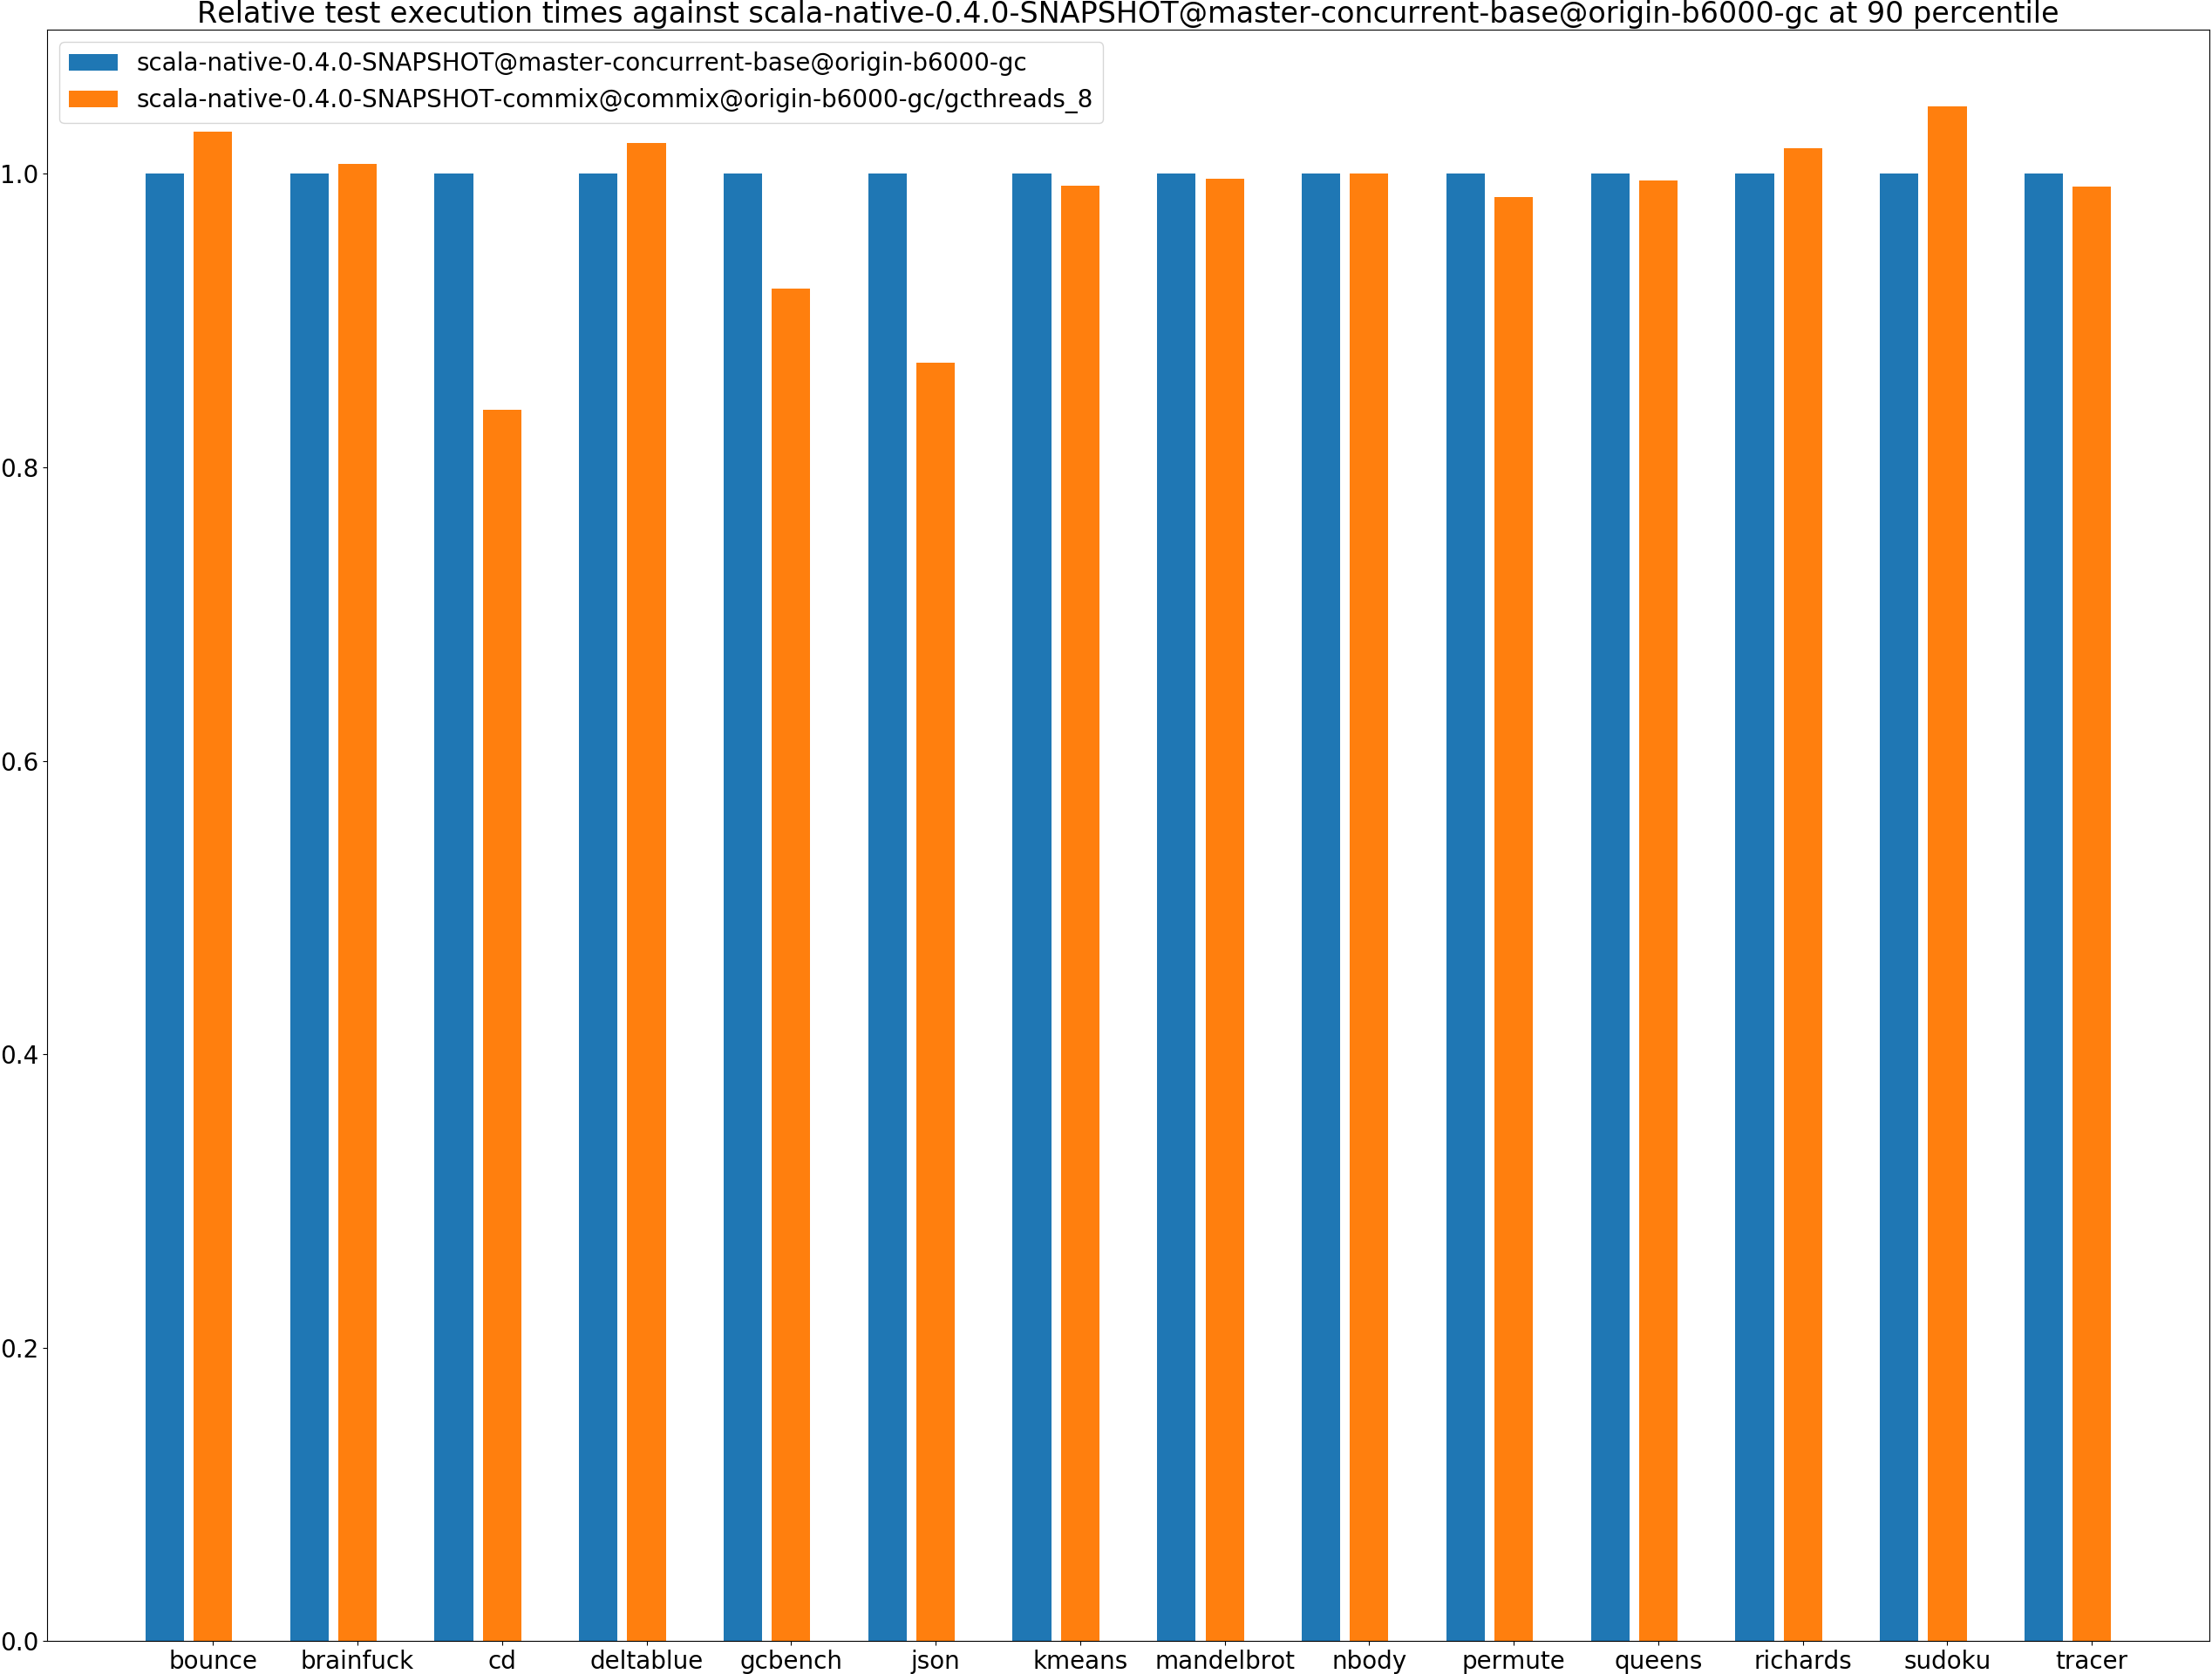 Relative test execution times against scala-native-0.4.0-SNAPSHOT@master-concurrent-base@origin-b6000-gc at 90 percentile
scala-native-0.4.0-SNAPSHOT@master-concurrent-base@origin-b6000-gc
scala-native-0.4.0-SNAPSHOT-commix@commix@origin-b6000-gc/gcthreads_8
1.0
0.8
0.6
0.4
0.2
0.0
bounce brainfuck cd deltablue gcbench json kmeans mandelbrot nbody permute queens richards sudoku tracer